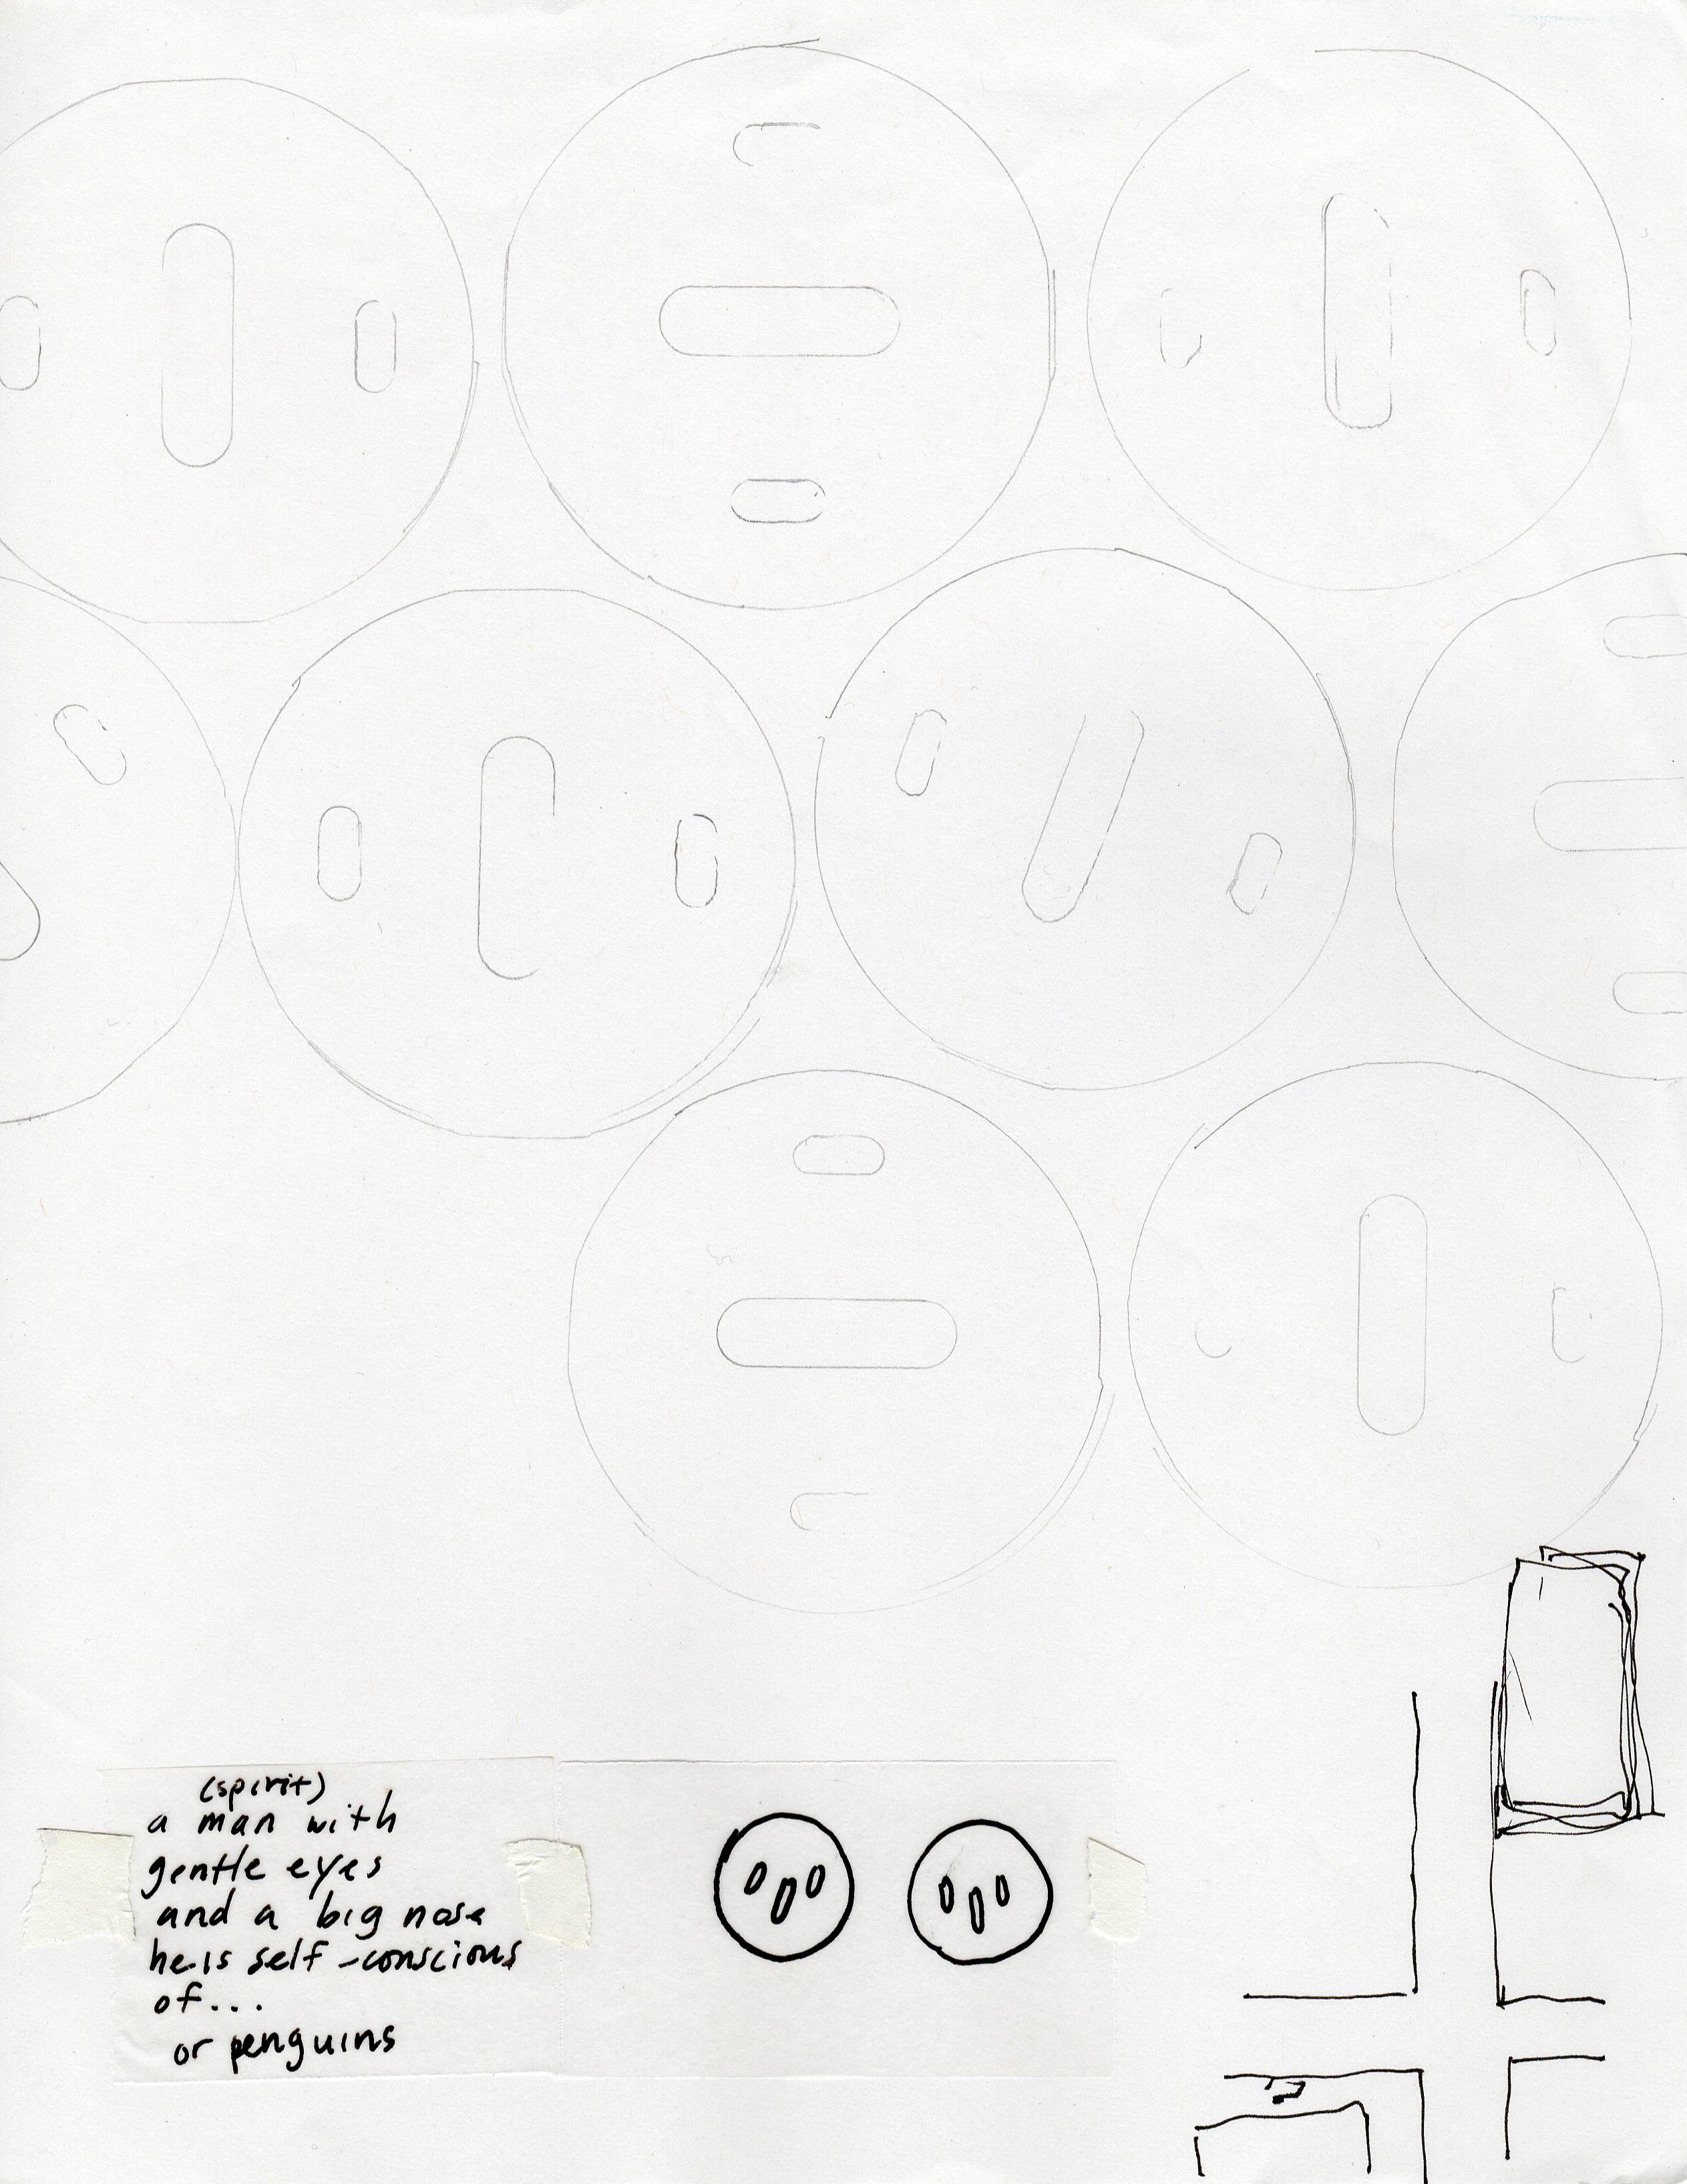 (spirit)
a man with
gentle eyes
and a big nose
he is self-conscious
of...
or penguins